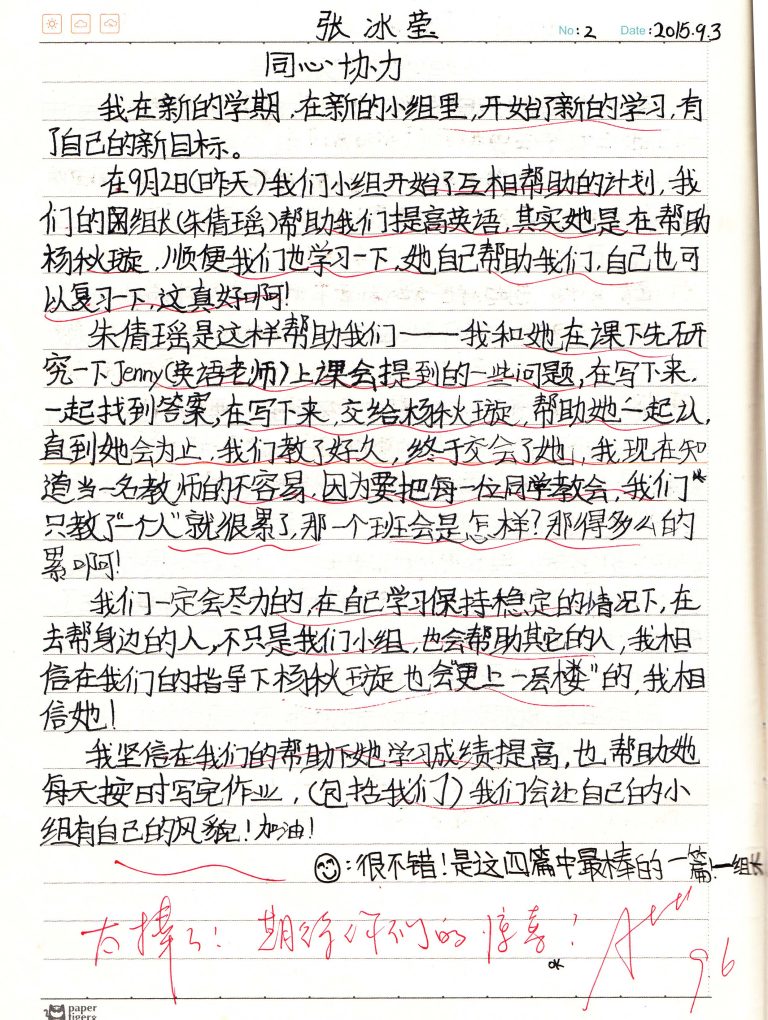 张冰莹 No:2 Date:2015.9.3
同心协力
我在新的学期,在新的小组里,开始了新的学习,有
了自己的新目标。
在9月2日(昨天)我们小组开始了互相帮助的计划,我
们的组长(朱倩瑶)帮助我们提高英语,其实她是在帮助
杨秋璇,顺便我们也学习一下,她自己帮助我们,自己也可
以复习一下,这真好啊!
朱倩瑶是这样帮助我们——我和她在课下先研
究一下Jenny(英语老师)上课会提到的一些问题,在写下来,
一起找到答案,在写下来,交给杨秋璇,帮助她一起认,
直到她会为止,我们教了好久,终于交会了她,我现在知
道当一名教师的不容易,因为要把每一位同学教会,我们
只教了“一个人”就很累了,那一个班会是怎样?那得多么的
累啊!
我们一定会尽力的,在自己学习保持稳定的情况下,在
去帮身边的人,不只是我们小组,也会帮助其它的人,我相
信在我们的指导下杨秋璇也会“更上一层楼”的,我相
信她!
我坚信在我们的帮助下她学习成绩提高,也帮助她
每天按时写完作业,(包括我们)我们会让自己的小
组有自己的风貌!加油!
:很不错!是这四篇中最棒的一篇!—组长
太棒了!期待你们的惊喜! A+++
ok
96
paper
tigers